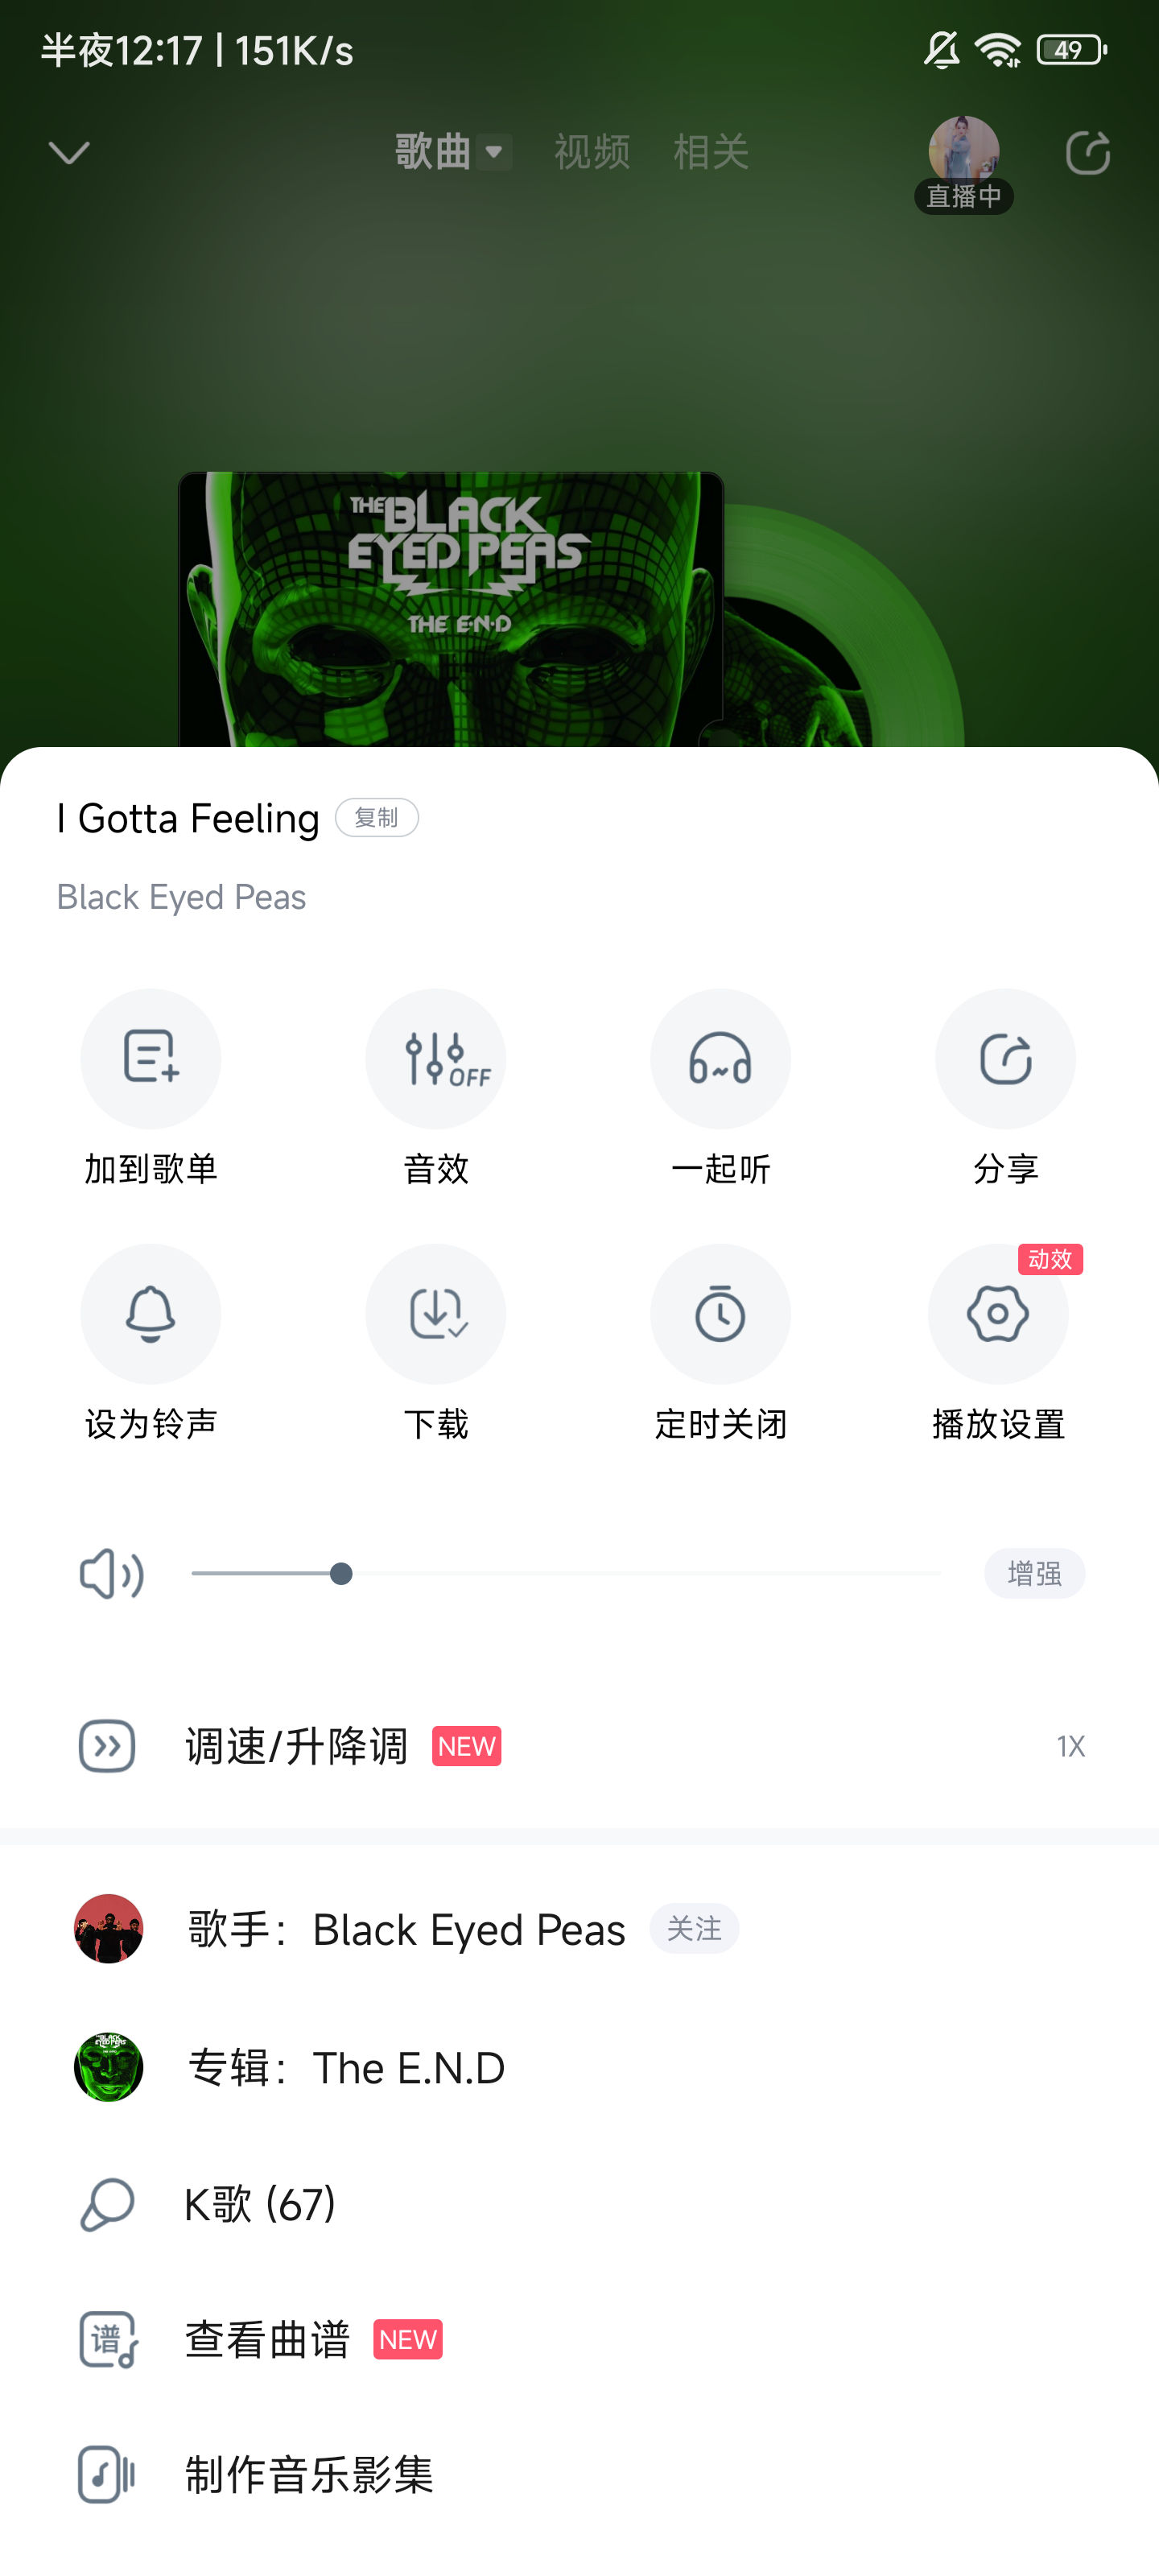 半夜12:17 | 151K/s
49
歌曲 视频 相关
直播中
THE BLACK
EYED PEAS
THE E·N·D
I Gotta Feeling 复制
Black Eyed Peas
OFF
加到歌单 音效 一起听 分享
动效
设为铃声 下载 定时关闭 播放设置
增强
调速/升降调 NEW 1X
歌手：Black Eyed Peas 关注
THE BLACK
EYED PEAS
专辑：The E.N.D
K歌 (67)
谱 查看曲谱 NEW
制作音乐影集